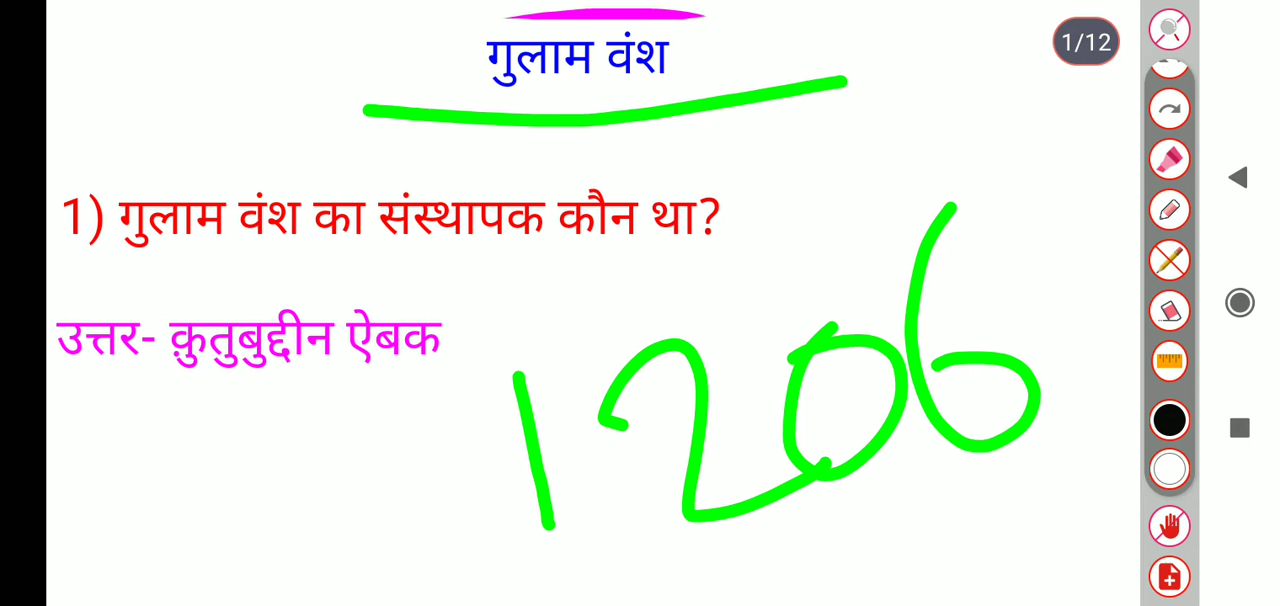 गुलाम वंश
1/12
1) गुलाम वंश का संस्थापक कौन था?
उत्तर- क़ुतुबुद्दीन ऐबक
1206